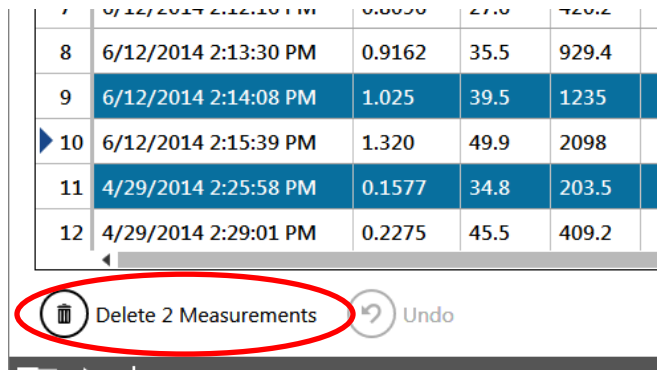 8 6/12/2014 2:13:30 PM 0.9162 35.5 929.4
9 6/12/2014 2:14:08 PM 1.025 39.5 1235
10 6/12/2014 2:15:39 PM 1.320 49.9 2098
11 4/29/2014 2:25:58 PM 0.1577 34.8 203.5
12 4/29/2014 2:29:01 PM 0.2275 45.5 409.2
Delete 2 Measurements Undo